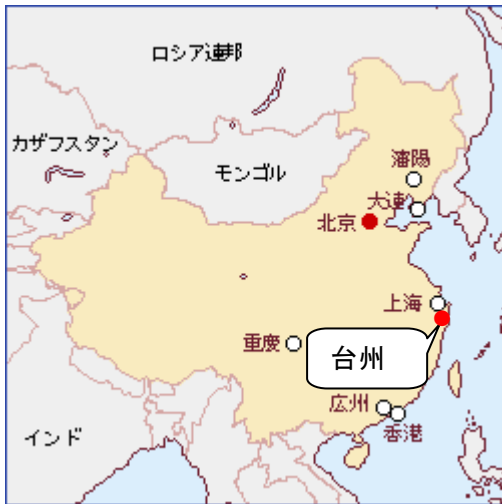 ロシア連邦
カザフスタン
モンゴル
瀋陽
大連
北京
上海
重慶
台州
広州
香港
インド